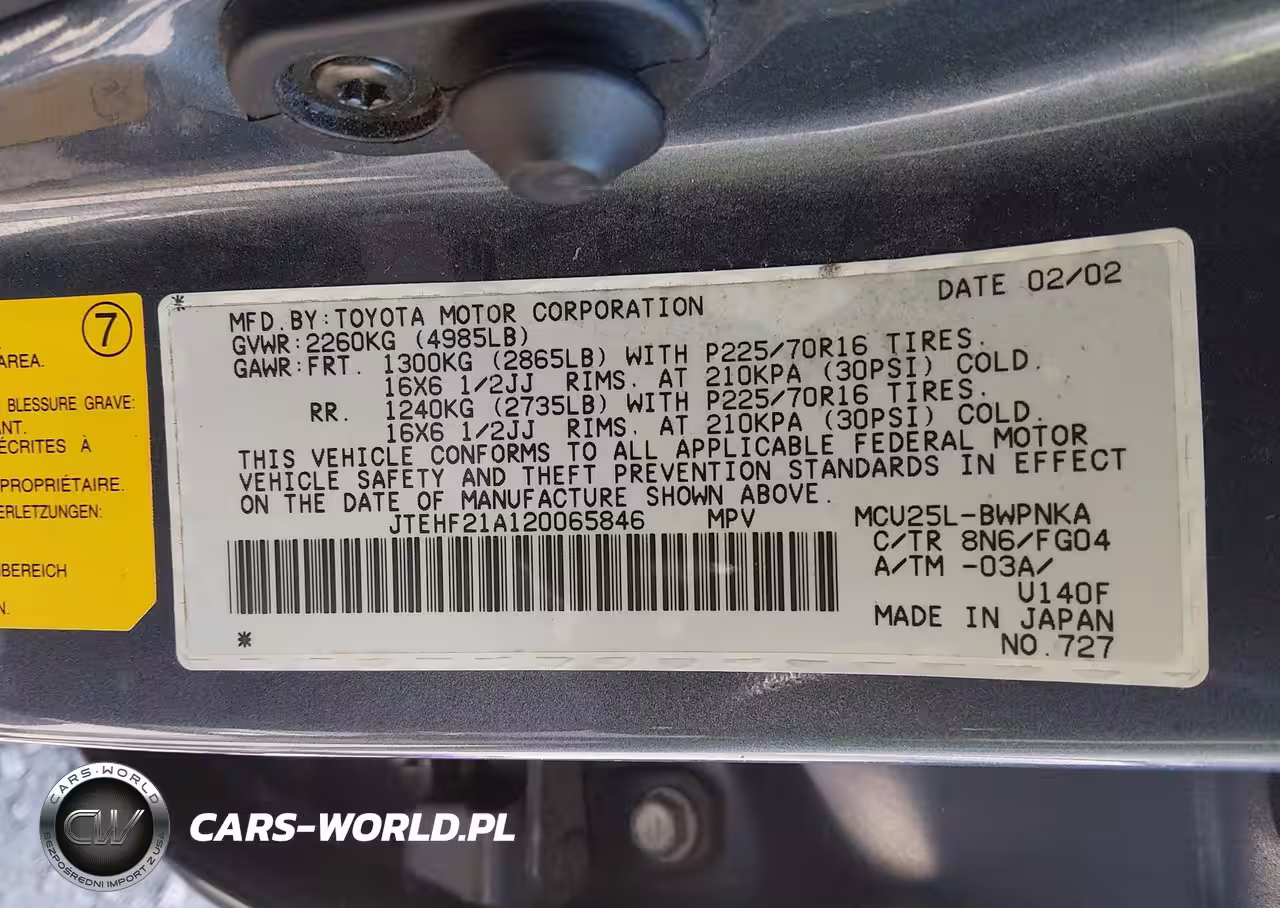 7
AREA.
BLESSURE GRAVE:
ANT.
ÉCRITES À
PROPRIÉTAIRE.
ERLETZUNGEN:
BEREICH
N.
DATE 02/02
MFD.BY:TOYOTA MOTOR CORPORATION
GVWR:2260KG (4985LB)
GAWR:FRT. 1300KG (2865LB) WITH P225/70R16 TIRES.
16X6 1/2JJ RIMS. AT 210KPA (30PSI) COLD.
RR. 1240KG (2735LB) WITH P225/70R16 TIRES.
16X6 1/2JJ RIMS. AT 210KPA (30PSI) COLD.
THIS VEHICLE CONFORMS TO ALL APPLICABLE FEDERAL MOTOR
VEHICLE SAFETY AND THEFT PREVENTION STANDARDS IN EFFECT
ON THE DATE OF MANUFACTURE SHOWN ABOVE.
JTEHF21A120065846 MPV MCU25L-BWPNKA
C/TR 8N6/FG04
A/TM -03A/
U140F
MADE IN JAPAN
NO.727
CARS-WORLD
CW
BEZPOŚREDNI IMPORT Z USA
CARS-WORLD.PL